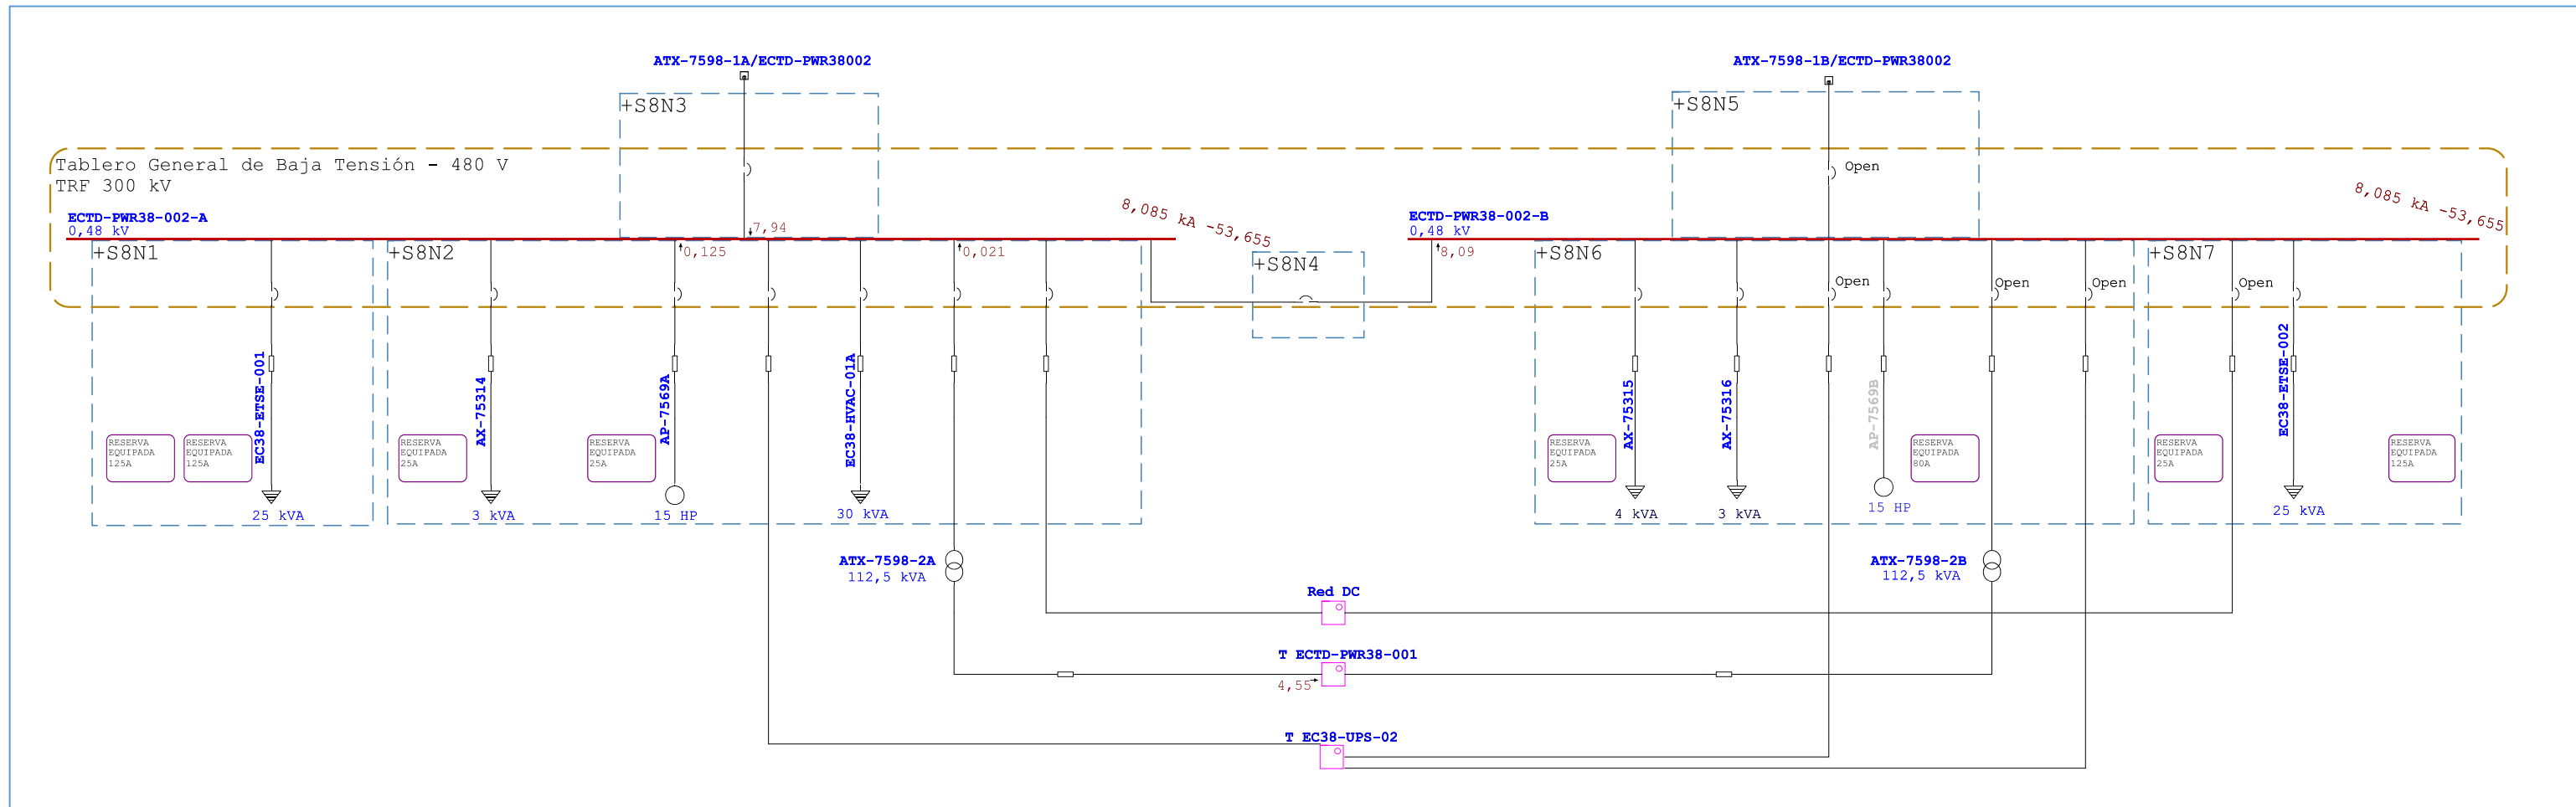 ATX-7598-1A/ECTD-PWR38002
ATX-7598-1B/ECTD-PWR38002
+S8N3
+S8N5
Tablero General de Baja Tensión - 480 V
TRF 300 kV
Open
ECTD-PWR38-002-A
0,48 kV
7,94
8,085 kA -53,655
ECTD-PWR38-002-B
0,48 kV
8,085 kA -53,655
+S8N1
+S8N2
0,125
0,021
+S8N4
8,09
+S8N6
+S8N7
Open
Open
Open
Open
EC38-ETSE-001
AX-75314
AP-7569A
EC38-HVAC-01A
AX-75315
AX-75316
AP-7569B
EC38-ETSE-002
RESERVA
EQUIPADA
125A
RESERVA
EQUIPADA
125A
RESERVA
EQUIPADA
25A
RESERVA
EQUIPADA
25A
RESERVA
EQUIPADA
25A
RESERVA
EQUIPADA
80A
RESERVA
EQUIPADA
25A
RESERVA
EQUIPADA
125A
25 kVA
3 kVA
15 HP
30 kVA
4 kVA
3 kVA
15 HP
25 kVA
ATX-7598-2A
112,5 kVA
ATX-7598-2B
112,5 kVA
Red DC
T ECTD-PWR38-001
4,55
T EC38-UPS-02